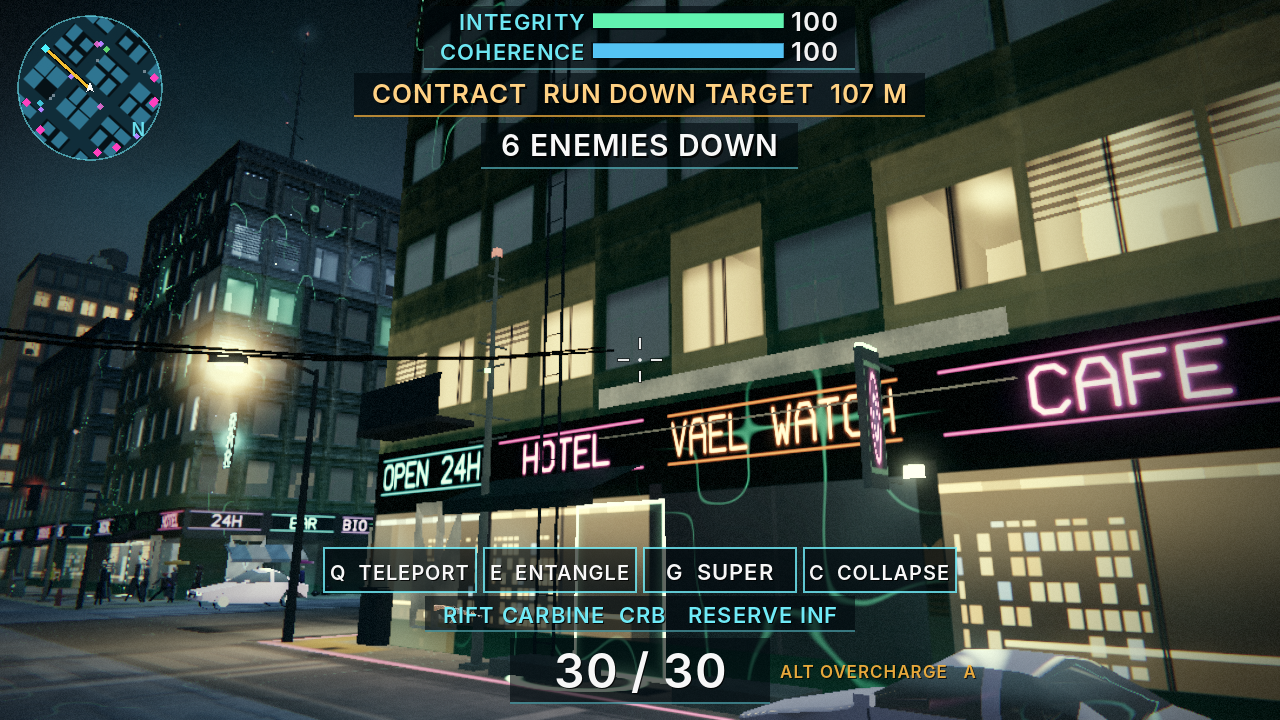 INTEGRITY 100
COHERENCE 100
CONTRACT RUN DOWN TARGET 107 M
6 ENEMIES DOWN
N
CAFE
VAEL WATCH
HOTEL
OPEN 24H
HOTEL
24H
BAR
BIO
Q TELEPORT
E ENTANGLE
G SUPER
C COLLAPSE
RIFT CARBINE CRB RESERVE INF
30 / 30
ALT OVERCHARGE A